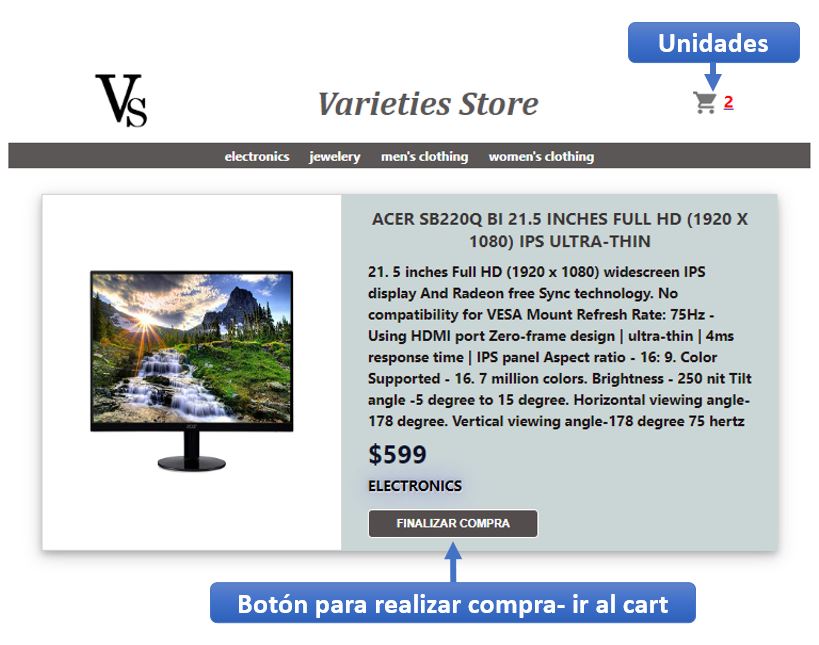 Unidades
VS
Varieties Store
2
electronics jewelery men's clothing women's clothing
ACER SB220Q BI 21.5 INCHES FULL HD (1920 X
1080) IPS ULTRA-THIN
21. 5 inches Full HD (1920 x 1080) widescreen IPS
display And Radeon free Sync technology. No
compatibility for VESA Mount Refresh Rate: 75Hz -
Using HDMI port Zero-frame design | ultra-thin | 4ms
response time | IPS panel Aspect ratio - 16: 9. Color
Supported - 16. 7 million colors. Brightness - 250 nit Tilt
angle -5 degree to 15 degree. Horizontal viewing angle-
178 degree. Vertical viewing angle-178 degree 75 hertz
acer
$599
ELECTRONICS
FINALIZAR COMPRA
Botón para realizar compra- ir al cart